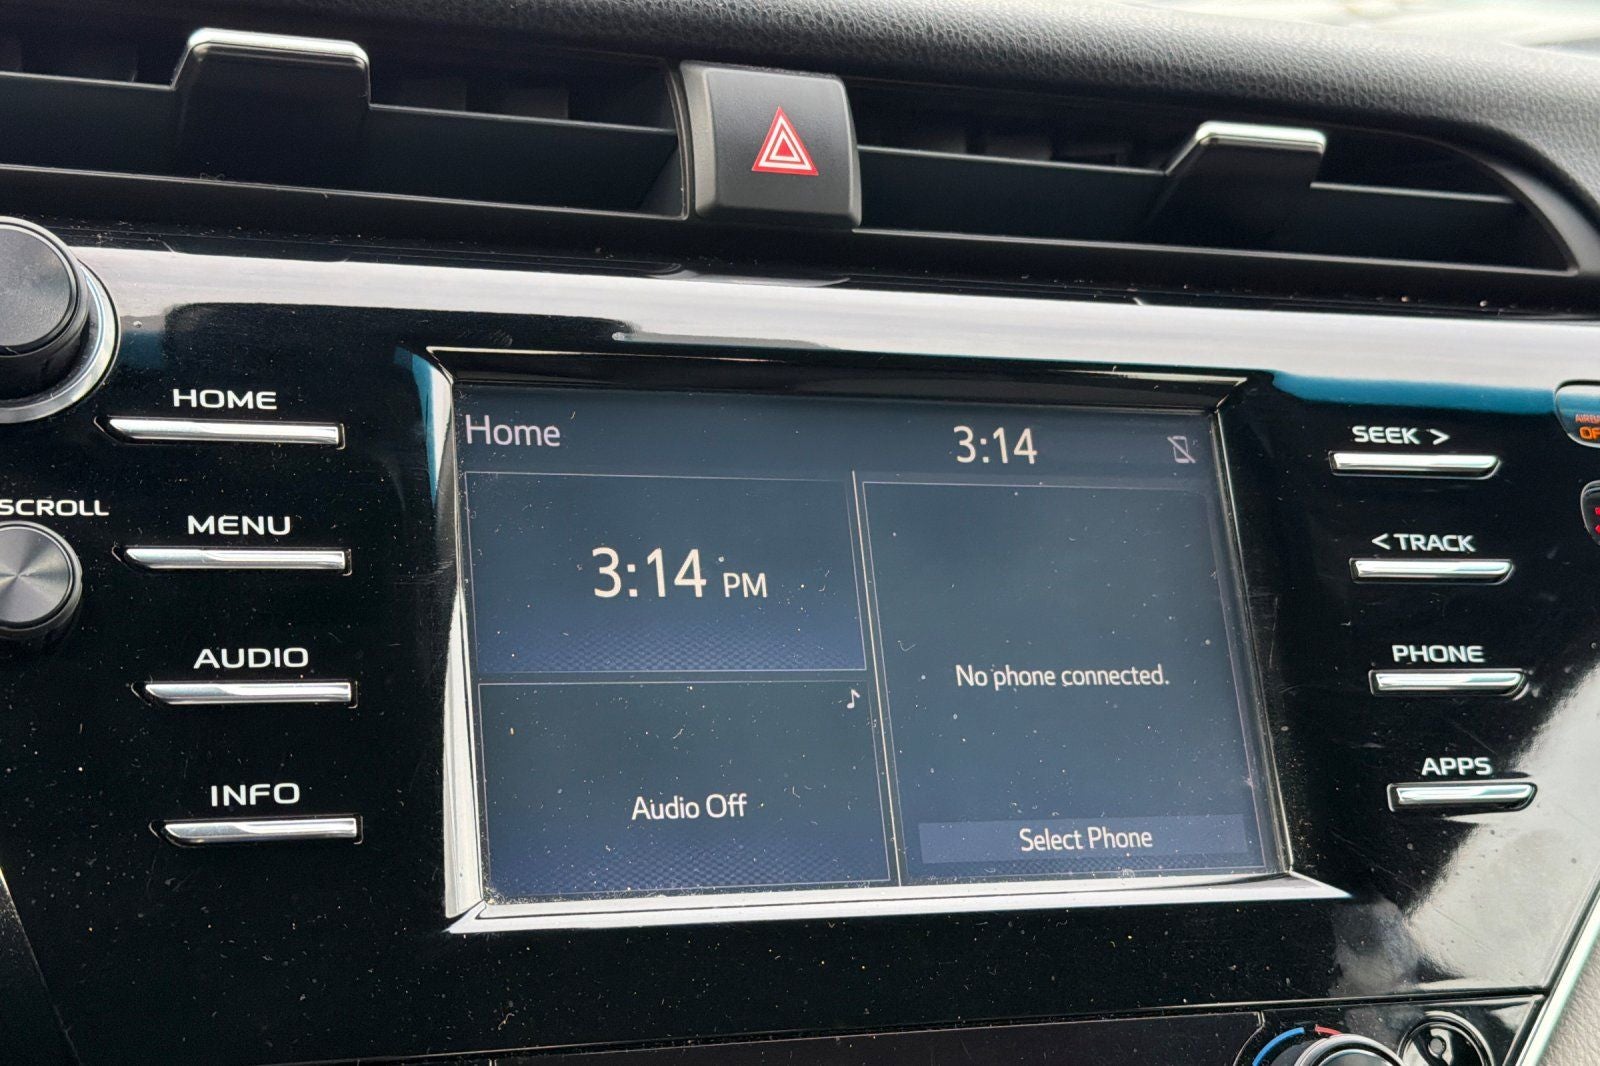 HOME
SCROLL
MENU
AUDIO
INFO
Home
3:14
3:14 PM
Audio Off
No phone connected.
Select Phone
SEEK >
< TRACK
PHONE
APPS